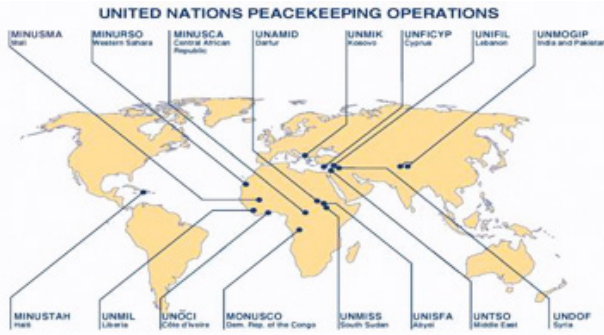 UNITED NATIONS PEACEKEEPING OPERATIONS
MINUSMA
Mali
MINURSO
Western Sahara
MINUSCA
Central African
Republic
UNAMID
Darfur
UNMIK
Kosovo
UNFICYP
Cyprus
UNIFIL
Lebanon
UNMOGIP
India and Pakistan
MINUSTAH
Haiti
UNMIL
Liberia
UNOCI
Côte d'Ivoire
MONUSCO
Dem. Rep. of the Congo
UNMISS
South Sudan
UNISFA
Abyei
UNTSO
Middle East
UNDOF
Syria